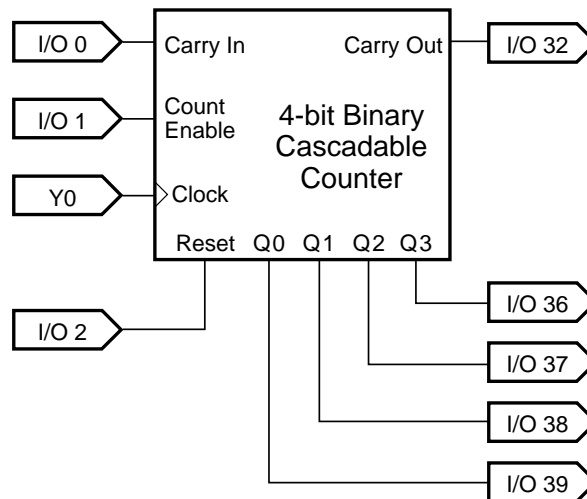 I/O 0
Carry In
Carry Out
I/O 32
I/O 1
Count
Enable
4-bit Binary
Cascadable
Counter
Y0
Clock
Reset
Q0
Q1
Q2
Q3
I/O 2
I/O 36
I/O 37
I/O 38
I/O 39